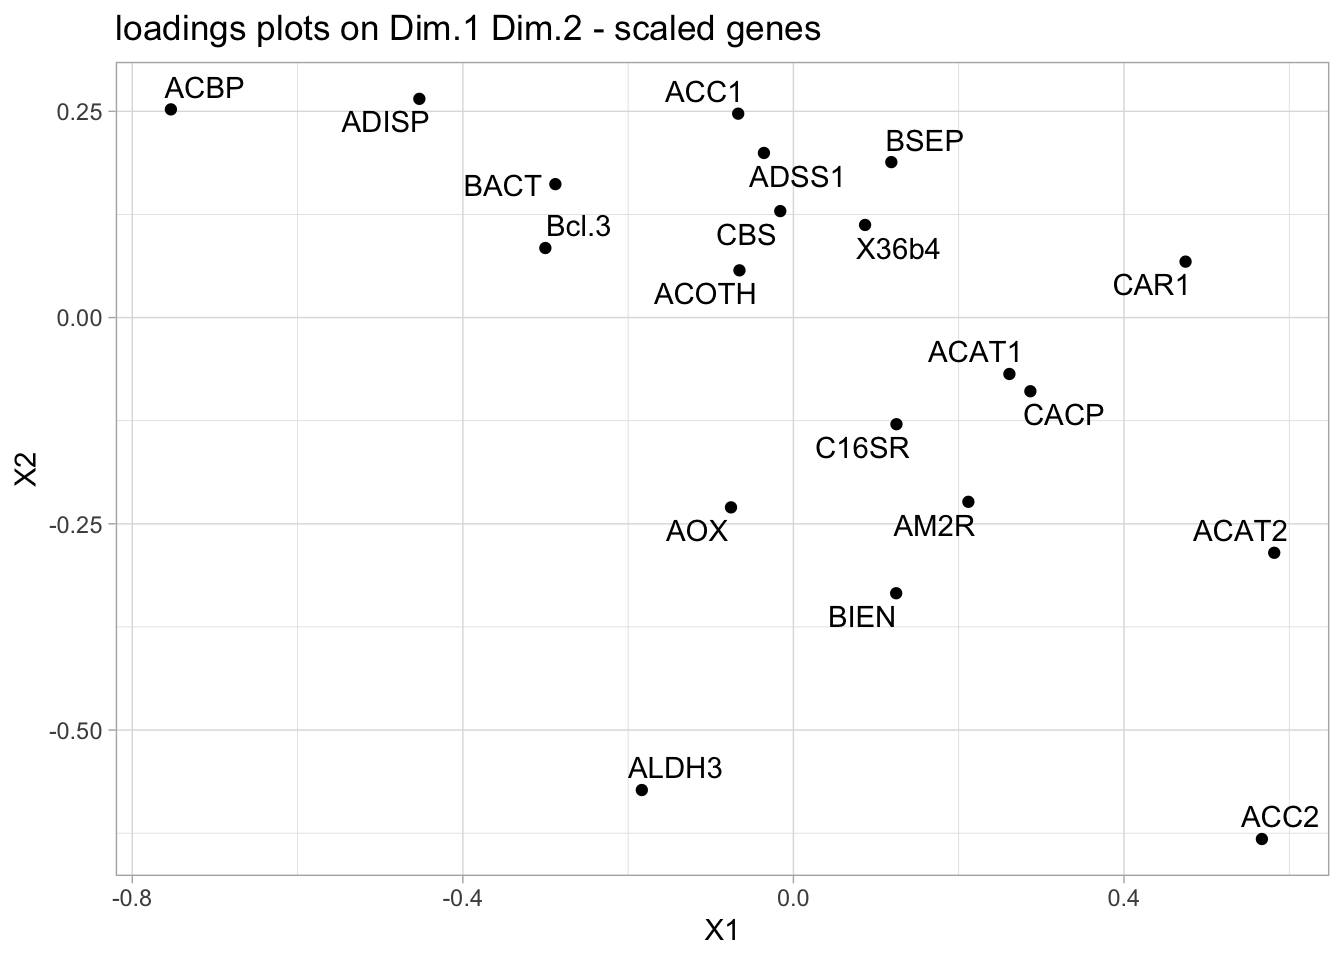 loadings plots on Dim.1 Dim.2 - scaled genes
ACBP
ADISP
ACC1
BSEP
ADSS1
BACT
Bcl.3
CBS
X36b4
ACOTH
CAR1
ACAT1
CACP
C16SR
AOX
AM2R
ACAT2
BIEN
ALDH3
ACC2
0.25
0.00
-0.25
-0.50
X2
-0.8
-0.4
0.0
0.4
X1